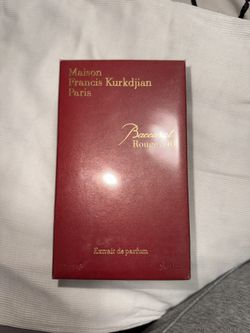 Maison
Francis Kurkdjian
Paris
Baccarat
Rouge 540
Extrait de parfum